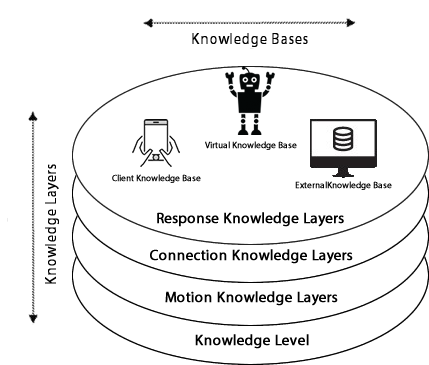 Knowledge Bases
Knowledge Layers
Virtual Knowledge Base
Client Knowledge Base
ExternalKnowledge Base
Response Knowledge Layers
Connection Knowledge Layers
Motion Knowledge Layers
Knowledge Level